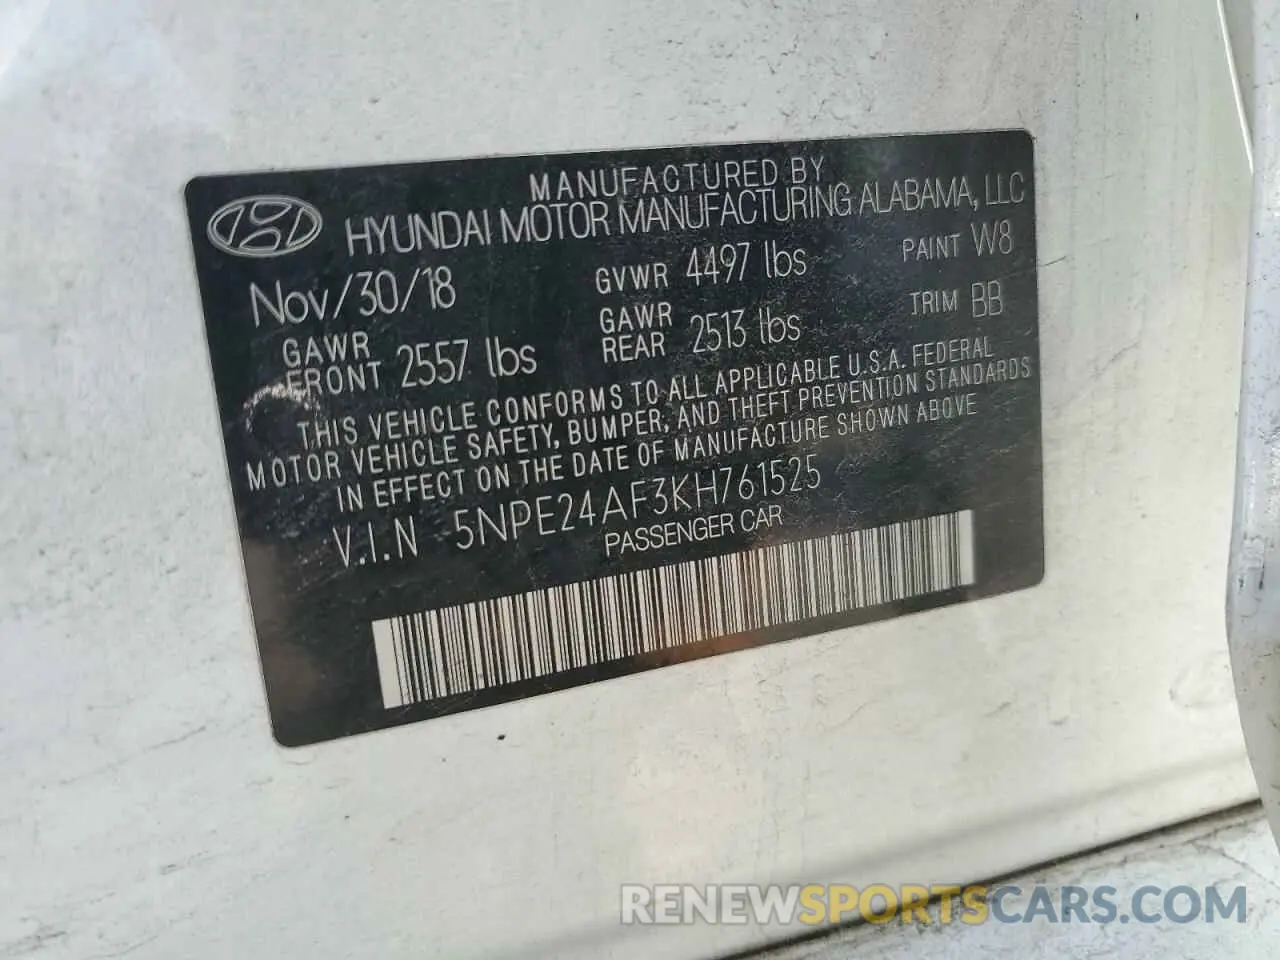 MANUFACTURED BY
HYUNDAI MOTOR MANUFACTURING ALABAMA, LLC
Nov/30/18 GVWR 4497 lbs PAINT W8
GAWR FRONT 2557 lbs GAWR REAR 2513 lbs TRIM BB
THIS VEHICLE CONFORMS TO ALL APPLICABLE U.S.A. FEDERAL
MOTOR VEHICLE SAFETY, BUMPER, AND THEFT PREVENTION STANDARDS
IN EFFECT ON THE DATE OF MANUFACTURE SHOWN ABOVE
V.I.N 5NPE24AF3KH761525
PASSENGER CAR
RENEWSPORTSCARS.COM